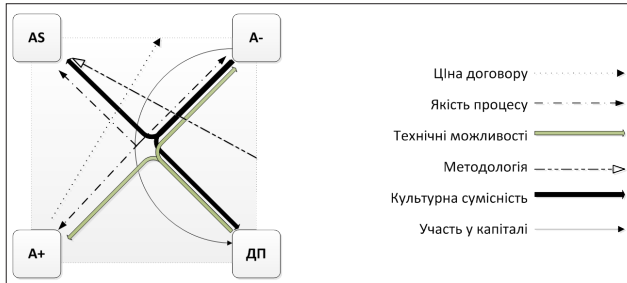 AS
А-
А+
ДП
Ціна договору
Якість процесу
Технічні можливості
Методологія
Культурна сумісність
Участь у капіталі